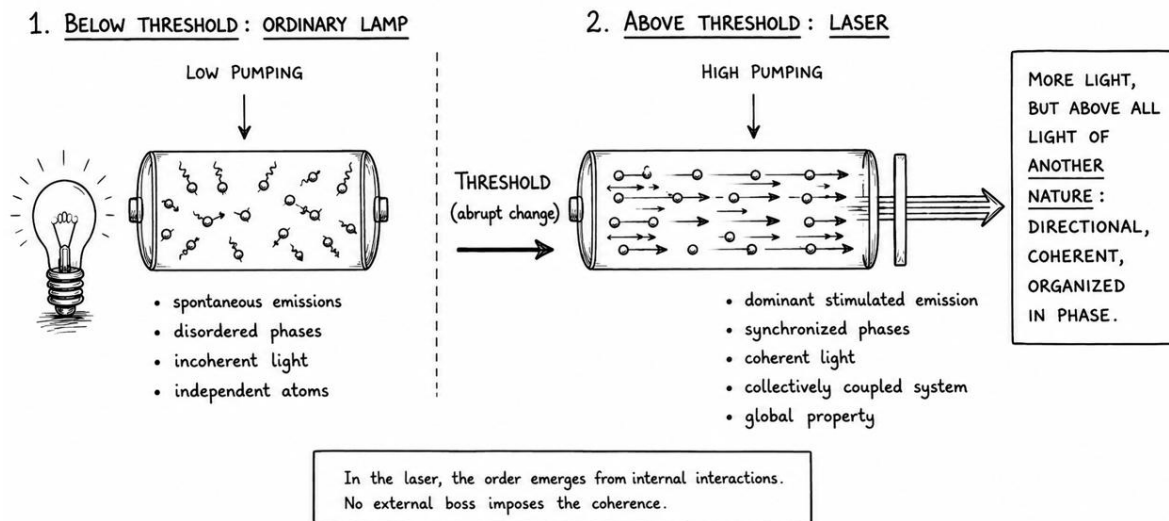 1. BELOW THRESHOLD: ORDINARY LAMP
LOW PUMPING
• spontaneous emissions
• disordered phases
• incoherent light
• independent atoms
THRESHOLD
(abrupt change)
2. ABOVE THRESHOLD: LASER
HIGH PUMPING
• dominant stimulated emission
• synchronized phases
• coherent light
• collectively coupled system
• global property
MORE LIGHT,
BUT ABOVE ALL
LIGHT OF
ANOTHER
NATURE:
DIRECTIONAL,
COHERENT,
ORGANIZED
IN PHASE.
In the laser, the order emerges from internal interactions.
No external boss imposes the coherence.